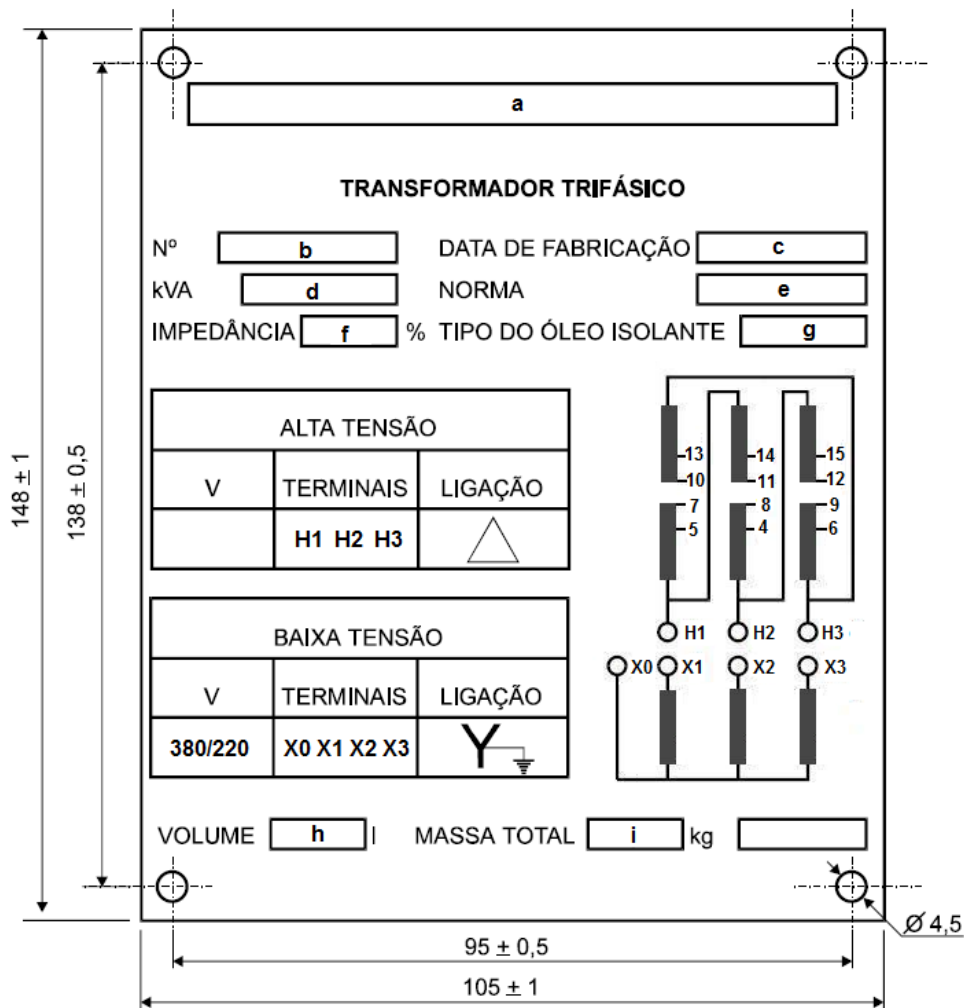 a
TRANSFORMADOR TRIFÁSICO
Nº b DATA DE FABRICAÇÃO c
kVA d NORMA e
IMPEDÂNCIA f % TIPO DO ÓLEO ISOLANTE g
ALTA TENSÃO
V TERMINAIS LIGAÇÃO
H1 H2 H3
13 14 15
10 11 12
7 8 9
5 4 6
H1 H2 H3
X0 X1 X2 X3
BAIXA TENSÃO
V TERMINAIS LIGAÇÃO
380/220 X0 X1 X2 X3
VOLUME h l MASSA TOTAL i kg
148 ± 1
138 ± 0,5
Ø 4,5
95 ± 0,5
105 ± 1